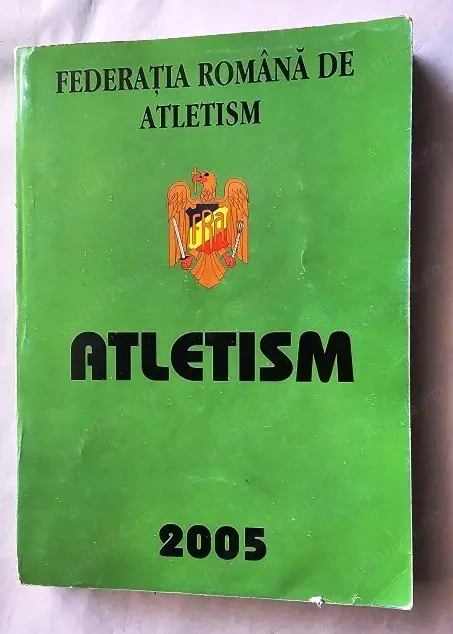 FEDERAȚIA ROMÂNĂ DE
ATLETISM
FRA
ATLETISM
2005